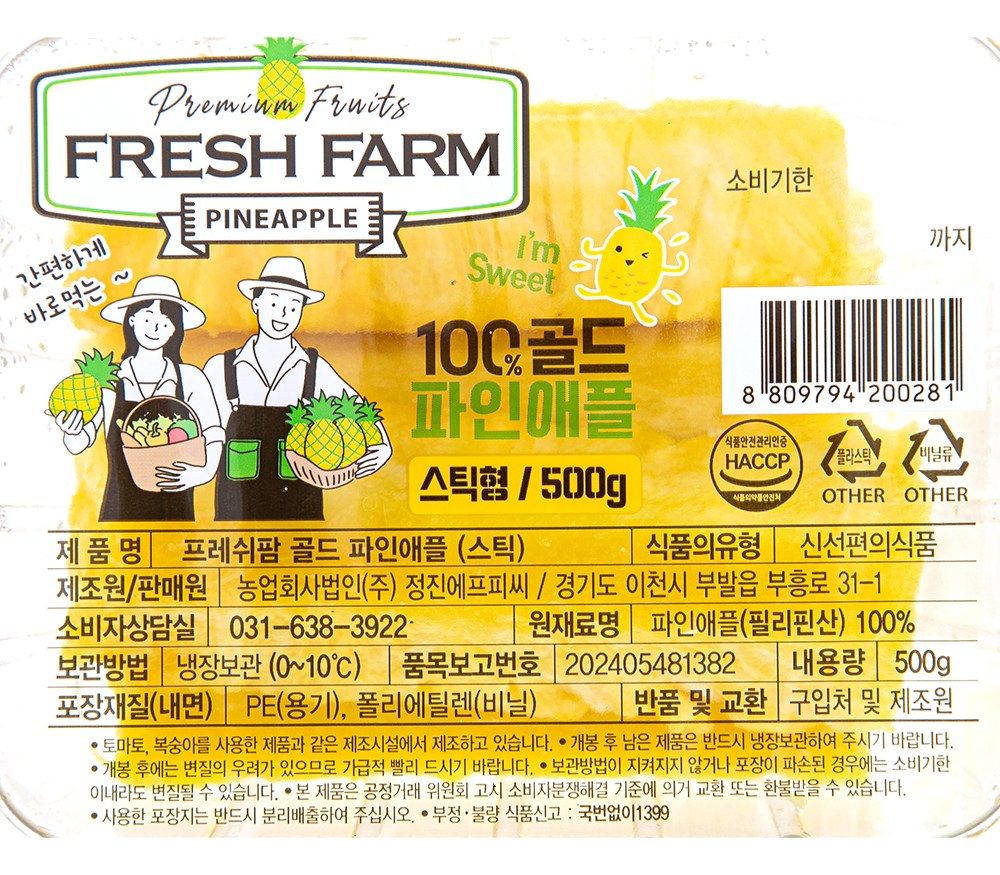 Premium Fruits
FRESH FARM
PINEAPPLE
간편하게
바로먹는 ~
I'm
Sweet
100% 골드
파인애플
스틱형 / 500g
소비기한
까지
8 809794 200281
식품안전관리인증
HACCP
식품의약품안전처
플라스틱
OTHER
비닐류
OTHER
제 품 명 프레쉬팜 골드 파인애플 (스틱) 식품의유형 신선편의식품
제조원/판매원 농업회사법인(주) 정진에프피씨 / 경기도 이천시 부발읍 부흥로 31-1
소비자상담실 031-638-3922 원재료명 파인애플(필리핀산) 100%
보관방법 냉장보관 (0~10℃) 품목보고번호 202405481382 내용량 500g
포장재질(내면) PE(용기), 폴리에틸렌(비닐) 반품 및 교환 구입처 및 제조원
• 토마토, 복숭아를 사용한 제품과 같은 제조시설에서 제조하고 있습니다. • 개봉 후 남은 제품은 반드시 냉장보관하여 주시기 바랍니다.
• 개봉 후에는 변질의 우려가 있으므로 가급적 빨리 드시기 바랍니다. • 보관방법이 지켜지지 않거나 포장이 파손된 경우에는 소비기한
이내라도 변질될 수 있습니다. • 본 제품은 공정거래 위원회 고시 소비자분쟁해결 기준에 의거 교환 또는 환불받을 수 있습니다.
• 사용한 포장지는 반드시 분리배출하여 주십시오. • 부정·불량 식품신고 : 국번없이1399